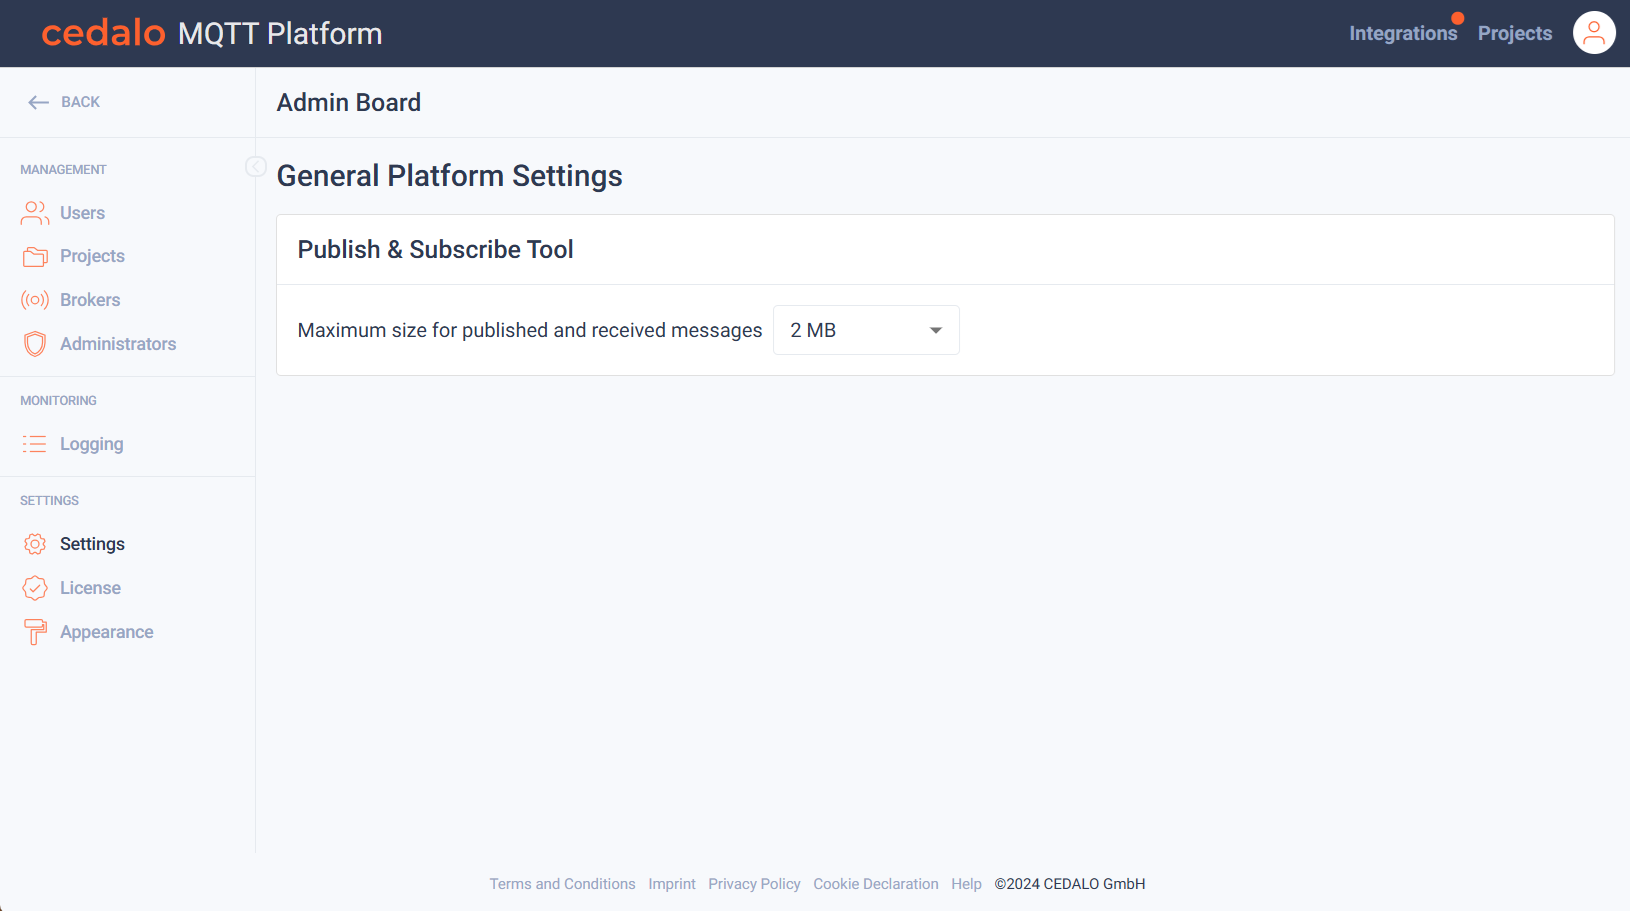 cedalo MQTT Platform
Integrations Projects
BACK
Admin Board
MANAGEMENT
Users
Projects
Brokers
Administrators
MONITORING
Logging
SETTINGS
Settings
License
Appearance
General Platform Settings
Publish & Subscribe Tool
Maximum size for published and received messages 2 MB
Terms and Conditions Imprint Privacy Policy Cookie Declaration Help ©2024 CEDALO GmbH